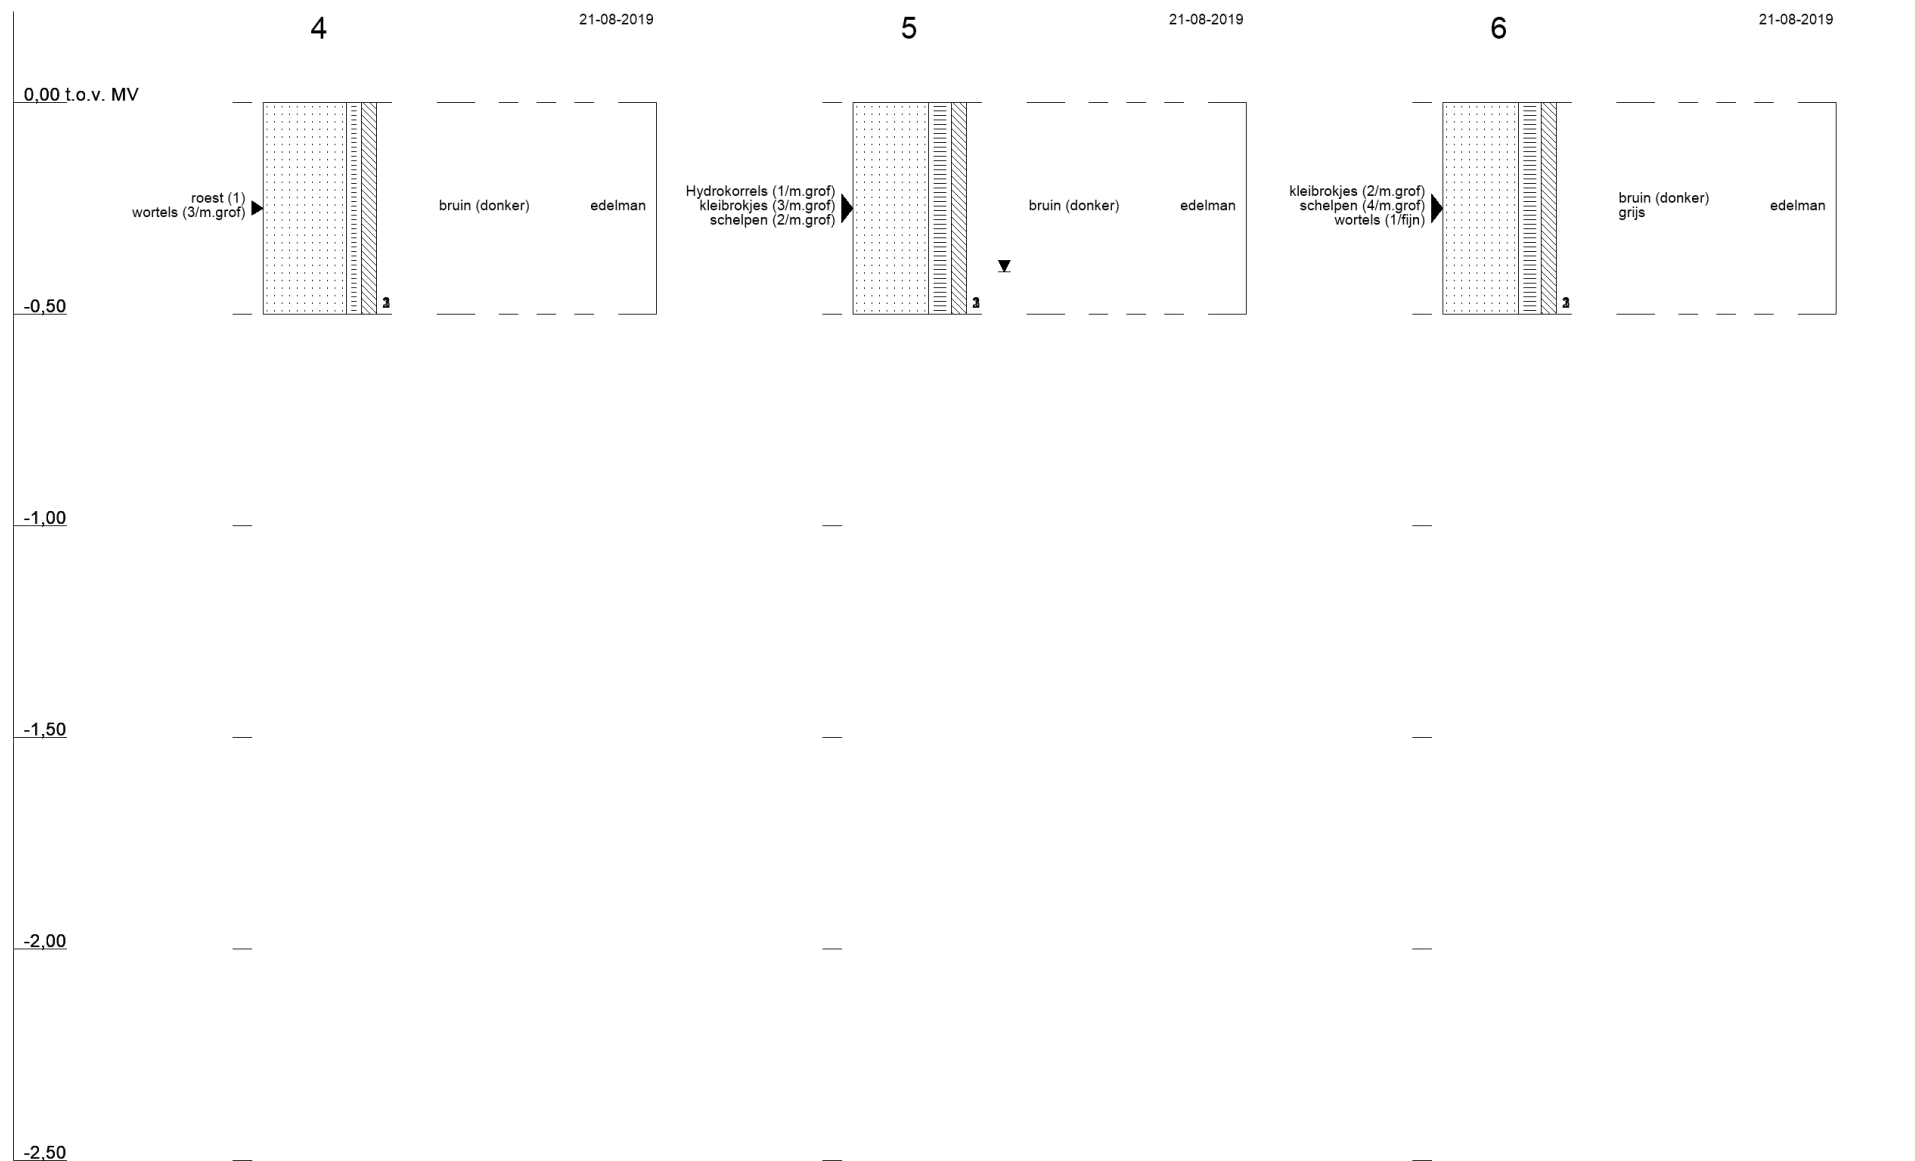 4
21-08-2019
5
21-08-2019
6
21-08-2019
0,00 t.o.v. MV
roest (1)
wortels (3/m.grof)
bruin (donker)
edelman
Hydrokorrels (1/m.grof)
kleibrokjes (3/m.grof)
schelpen (2/m.grof)
bruin (donker)
edelman
kleibrokjes (2/m.grof)
schelpen (4/m.grof)
wortels (1/fijn)
bruin (donker)
grijs
edelman
-0,50
-1,00
-1,50
-2,00
-2,50